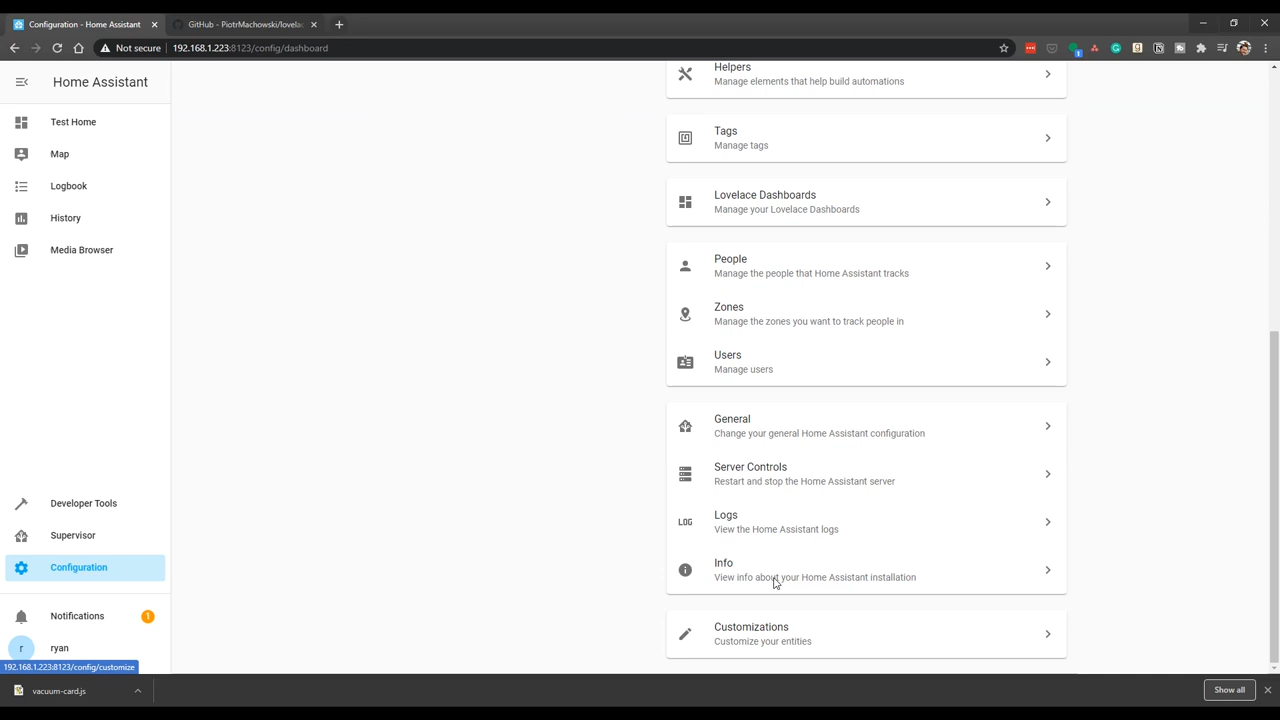 Configuration - Home Assistant
GitHub - PiotrMachowski/lovela
Not secure
192.168.1.223:8123/config/dashboard
1
Home Assistant
Test Home
Map
Logbook
History
Media Browser
Developer Tools
Supervisor
Configuration
Notifications
1
r
ryan
192.168.1.223:8123/config/customize
Helpers
Manage elements that help build automations
Tags
Manage tags
Lovelace Dashboards
Manage your Lovelace Dashboards
People
Manage the people that Home Assistant tracks
Zones
Manage the zones you want to track people in
Users
Manage users
General
Change your general Home Assistant configuration
Server Controls
Restart and stop the Home Assistant server
LOG
Logs
View the Home Assistant logs
Info
View info about your Home Assistant installation
Customizations
Customize your entities
vacuum-card.js
Show all